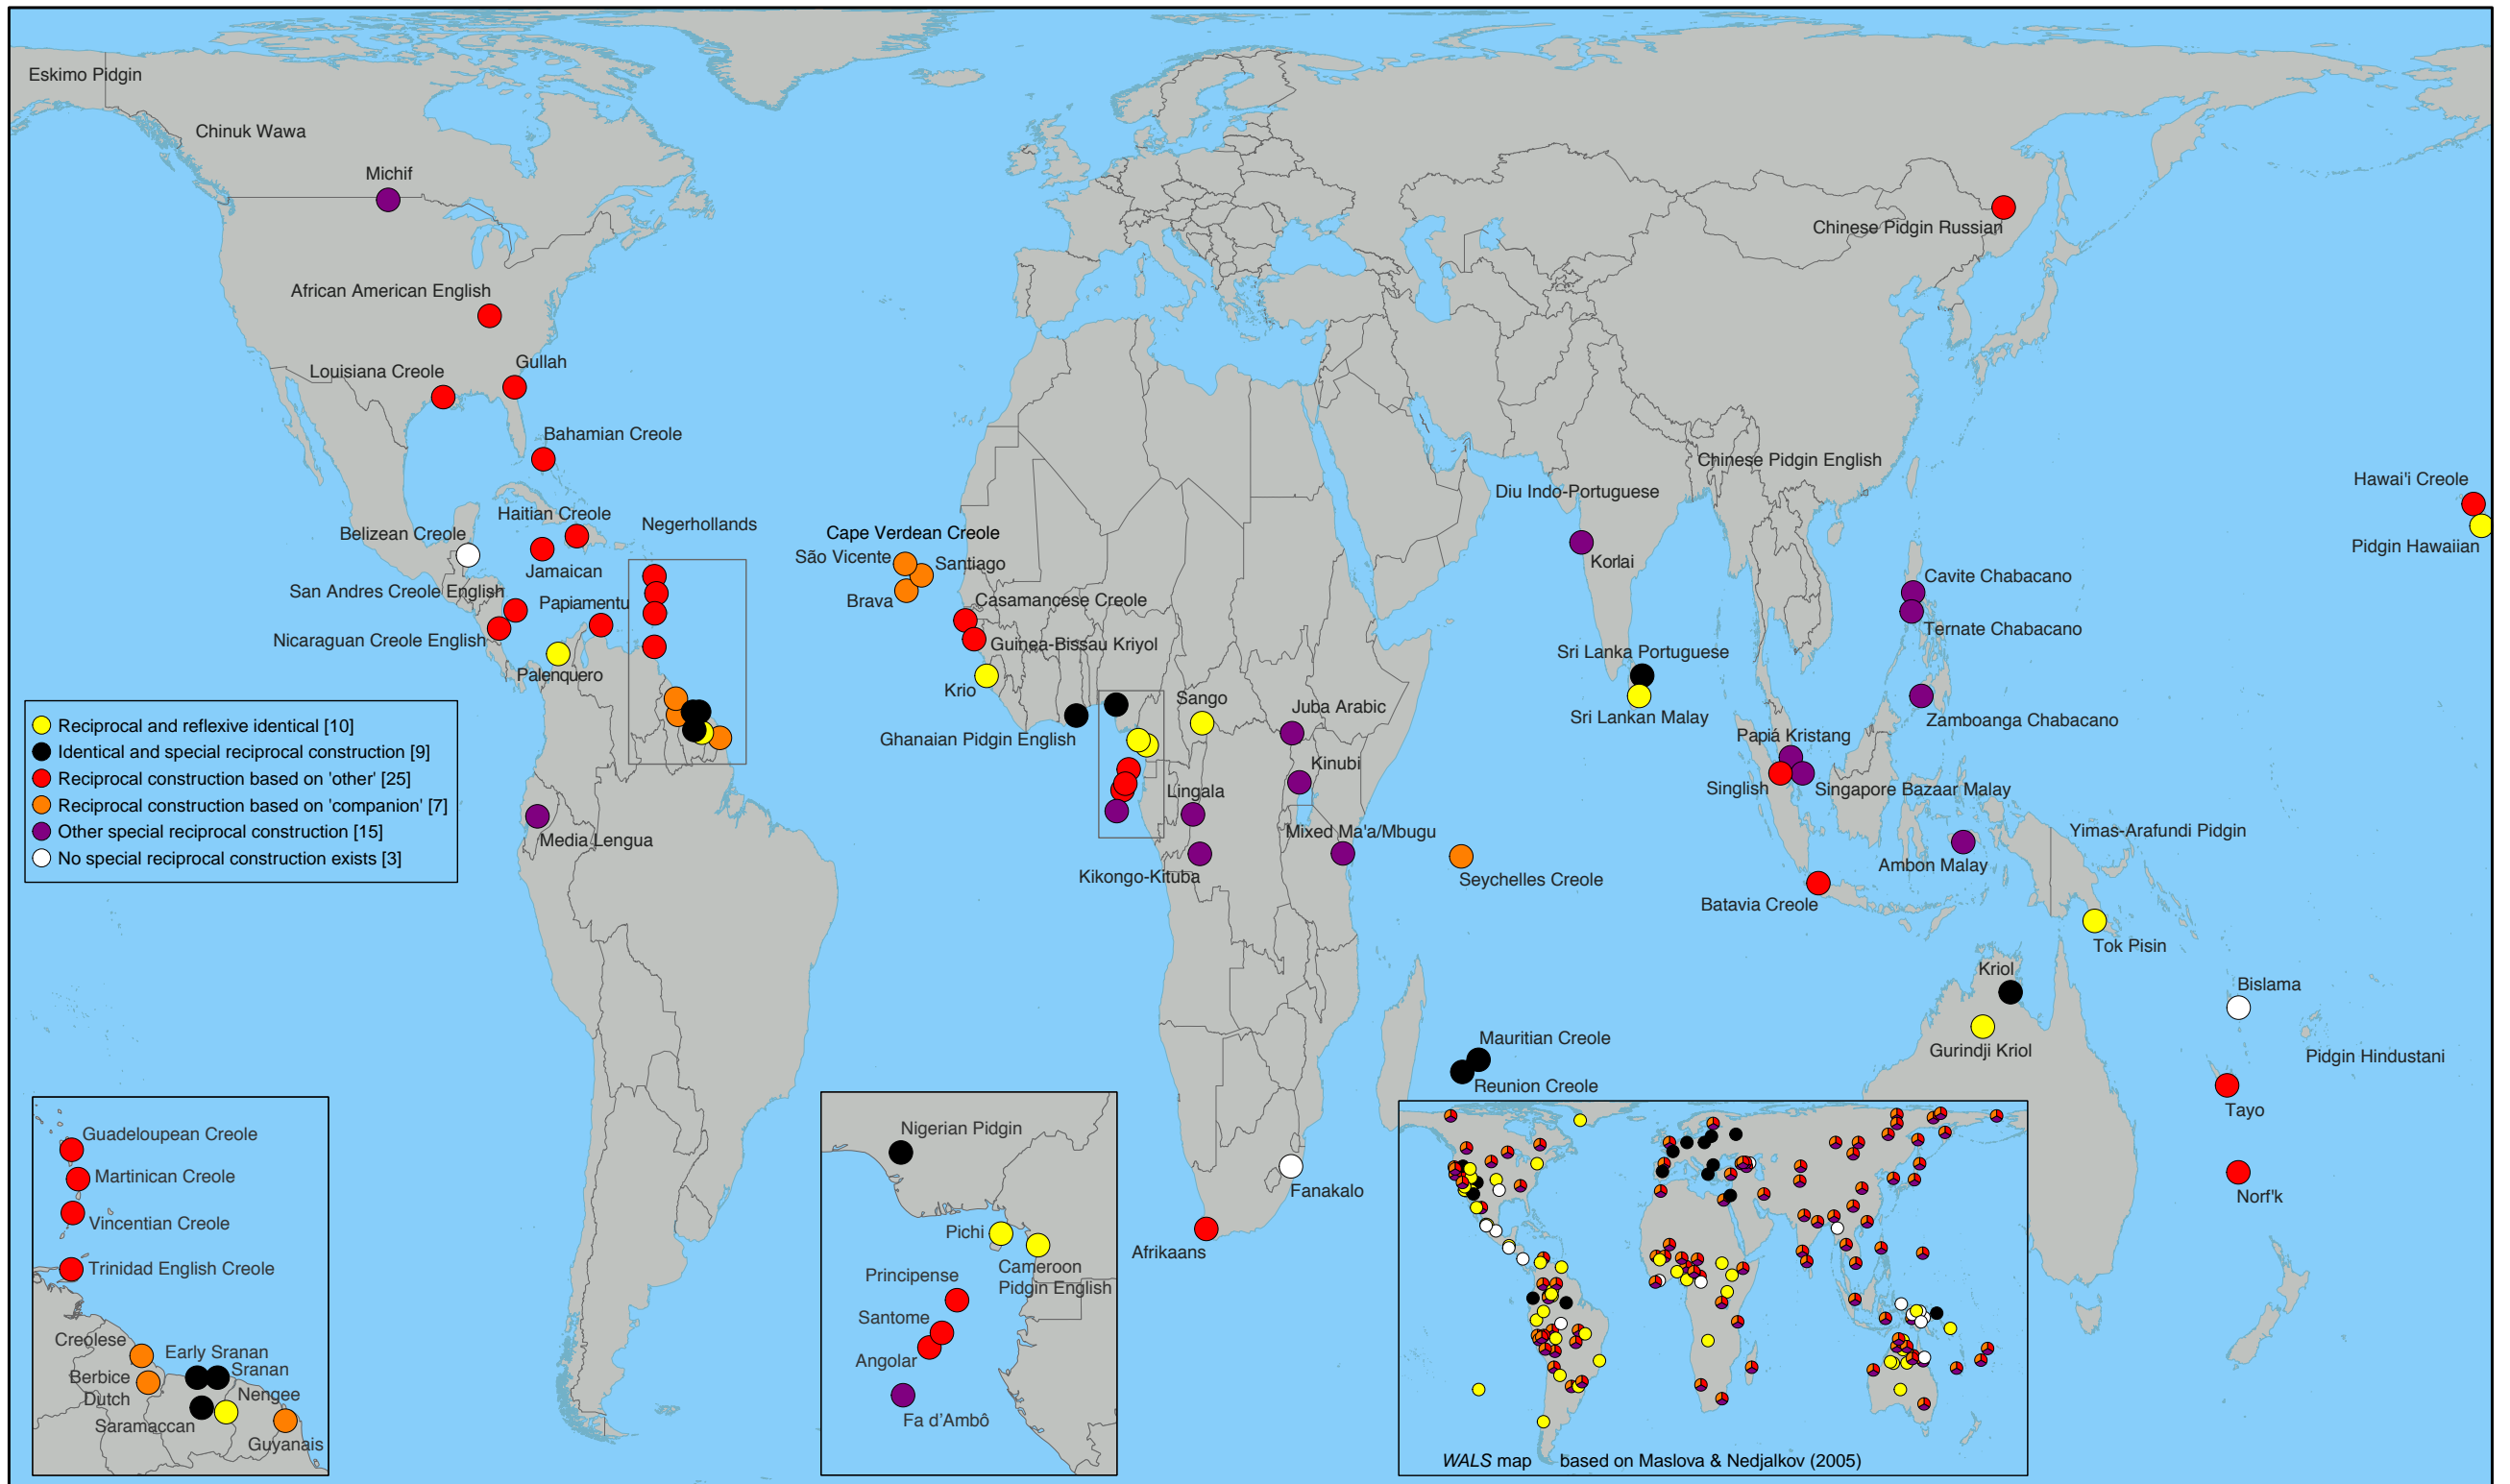 Eskimo Pidgin
Chinuk Wawa
Michif
African American English
Louisiana Creole
Gullah
Bahamian Creole
Haitian Creole
Belizean Creole
Jamaican
San Andres Creole English
Papiamentu
Nicaraguan Creole English
Palenquero
Negerhollands
Media Lengua
Cape Verdean Creole
São Vicente
Santiago
Brava
Casamancese Creole
Guinea-Bissau Kriyol
Krio
Ghanaian Pidgin English
Sango
Juba Arabic
Kinubi
Lingala
Mixed Ma'a/Mbugu
Kikongo-Kituba
Seychelles Creole
Mauritian Creole
Reunion Creole
Fanakalo
Afrikaans
Chinese Pidgin Russian
Chinese Pidgin English
Diu Indo-Portuguese
Korlai
Sri Lanka Portuguese
Sri Lankan Malay
Cavite Chabacano
Ternate Chabacano
Zamboanga Chabacano
Papiá Kristang
Singlish
Singapore Bazaar Malay
Ambon Malay
Batavia Creole
Yimas-Arafundi Pidgin
Tok Pisin
Kriol
Gurindji Kriol
Bislama
Pidgin Hindustani
Tayo
Norf'k
Hawai'i Creole
Pidgin Hawaiian
Reciprocal and reflexive identical [10]
Identical and special reciprocal construction [9]
Reciprocal construction based on 'other' [25]
Reciprocal construction based on 'companion' [7]
Other special reciprocal construction [15]
No special reciprocal construction exists [3]
Guadeloupean Creole
Martinican Creole
Vincentian Creole
Trinidad English Creole
Creolese
Early Sranan
Sranan
Berbice
Dutch
Nengee
Saramaccan
Guyanais
Nigerian Pidgin
Pichi
Cameroon
Pidgin English
Principense
Santome
Angolar
Fa d'Ambô
WALS map based on Maslova & Nedjalkov (2005)